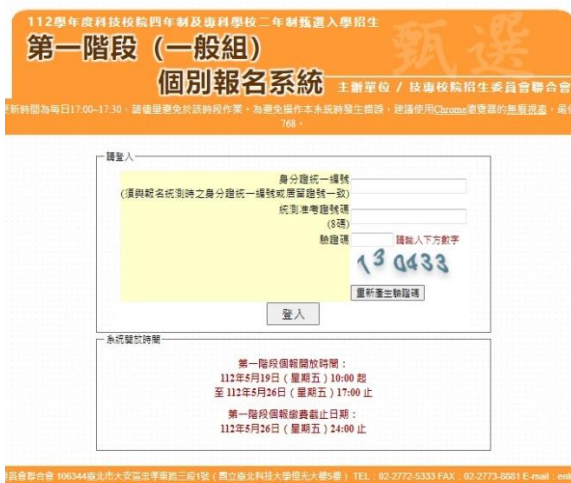 112學年度科技校院四年制及專科學校二年制甄選入學招生
第一階段（一般組）
個別報名系統
主辦單位 / 技專校院招生委員會聯合會
甄選
更新時間為每日17:00~17:30，請儘量避免於該時段作業。為避免操作本系統時發生錯誤，建議使用Chrome瀏覽器的無痕視窗，最佳
768。
請登入
身分證統一編號
(須與報名統測時之身分證統一編號或居留證號一致)
統測准考證號碼
(8碼)
驗證碼
請輸入下方數字
130433
重新產生驗證碼
登入
系統開放時間
第一階段個報開放時間：
112年5月19日（星期五）10:00 起
至 112年5月26日（星期五）17:00 止
第一階段個報繳費截止日期：
112年5月26日（星期五）24:00 止
委員會聯合會 106344臺北市大安區忠孝東路三段1號（國立臺北科技大學億光大樓5樓） TEL：02-2772-5333 FAX：02-2773-8881 E-mail：ent